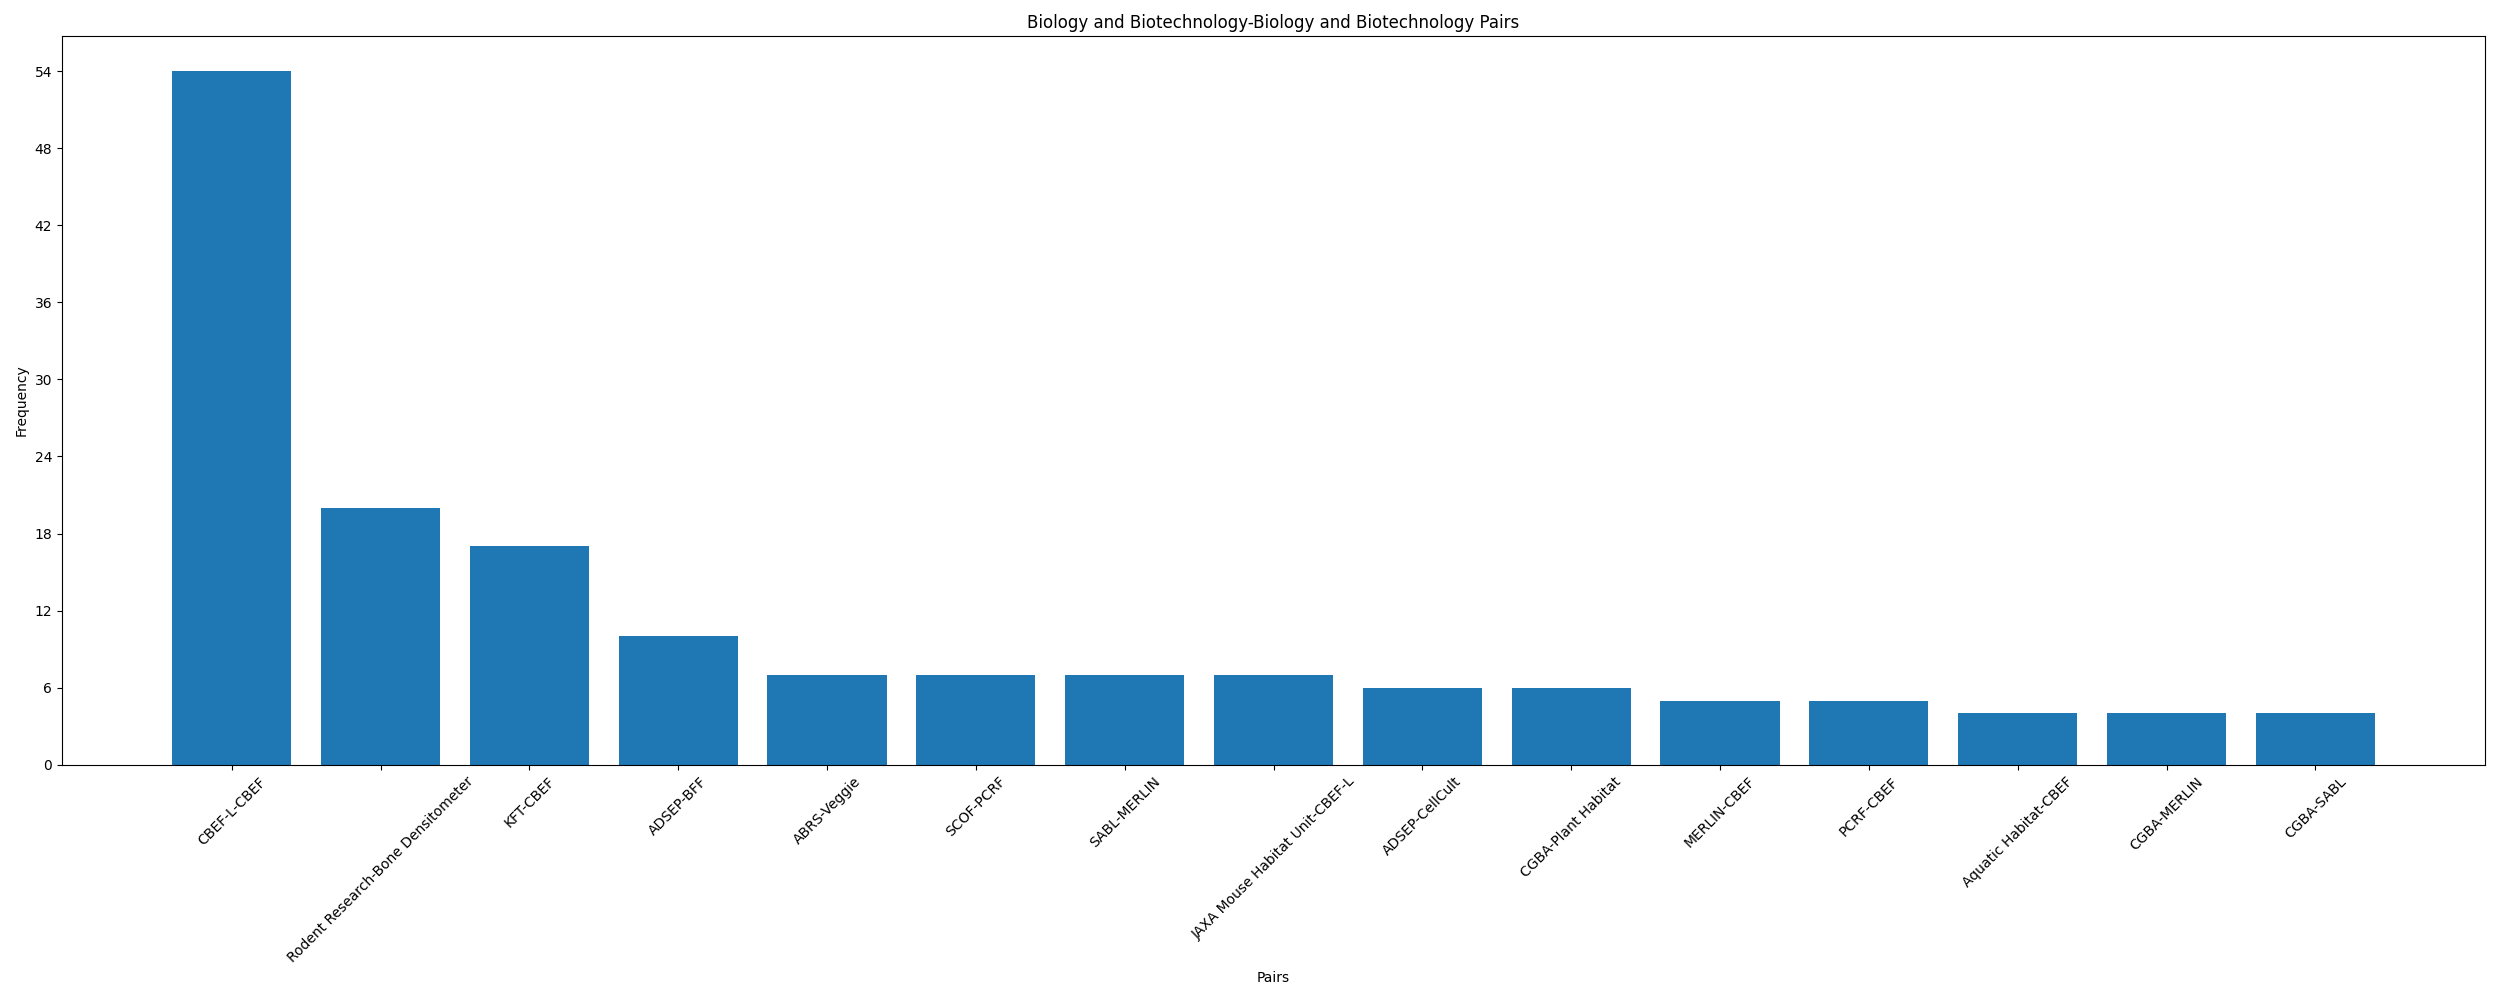 Biology and Biotechnology-Biology and Biotechnology Pairs
54
48
42
36
30
24
18
12
6
0
Frequency
CBEF-L-CBEF
Rodent Research-Bone Densitometer
KFT-CBEF
ADSEP-BFF
ABRS-Veggie
SCOF-PCRF
SABL-MERLIN
JAXA Mouse Habitat Unit-CBEF-L
ADSEP-CellCult
CGBA-Plant Habitat
MERLIN-CBEF
PCRF-CBEF
Aquatic Habitat-CBEF
CGBA-MERLIN
CGBA-SABL
Pairs